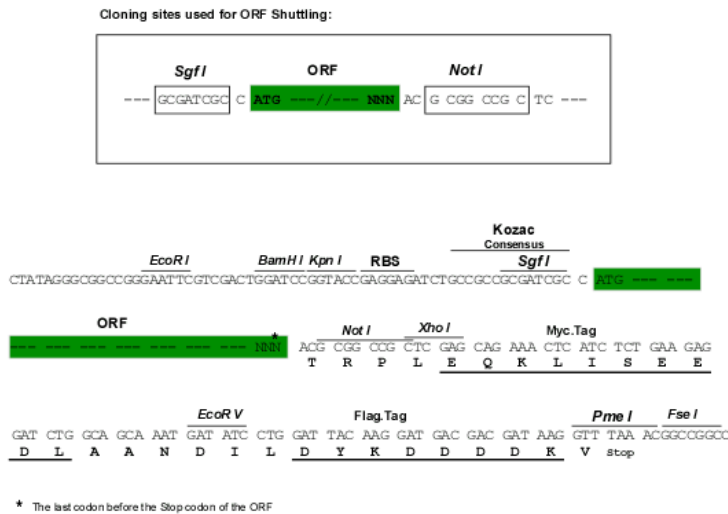 Cloning sites used for ORF Shuttling:
Sgf I ORF Not I
--- GCGATCGC C ATG ---//--- NNN AC G CGG CCG C TC ---
Kozac
Consensus
EcoR I BamH I Kpn I RBS Sgf I
CTATAGGGCGGCCGGGAATTCGTCGACTGGATCCGGTACCGAGGAGATCTGCCGCCGCGATCGC C ATG --- ---
ORF
--- --- --- --- --- --- --- --- NNN ACG CGG CCG CTC GAG CAG AAA CTC ATC TCT GAA GAG
*
Not I Xho I Myc.Tag
T R P L E Q K L I S E E
EcoR V Flag.Tag Pme I Fse I
GAT CTG GCA GCA AAT GAT ATC CTG GAT TAC AAG GAT GAC GAC GAT AAG GTT TAA ACGGCCGGCC
D L A A N D I L D Y K D D D D K V Stop
* The last codon before the Stop codon of the ORF